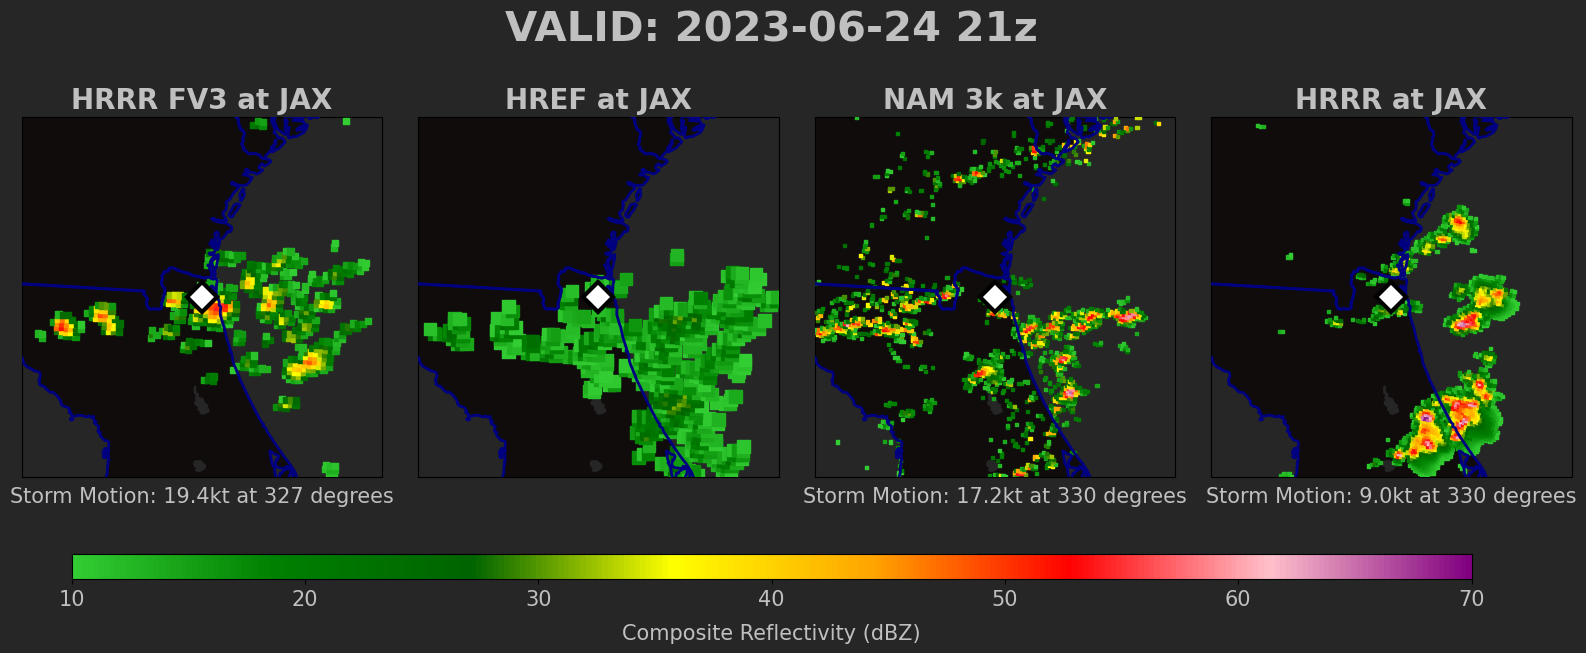 VALID: 2023-06-24 21z
HRRR FV3 at JAX
HREF at JAX
NAM 3k at JAX
HRRR at JAX
Storm Motion: 19.4kt at 327 degrees
Storm Motion: 17.2kt at 330 degrees
Storm Motion: 9.0kt at 330 degrees
10 20 30 40 50 60 70
Composite Reflectivity (dBZ)